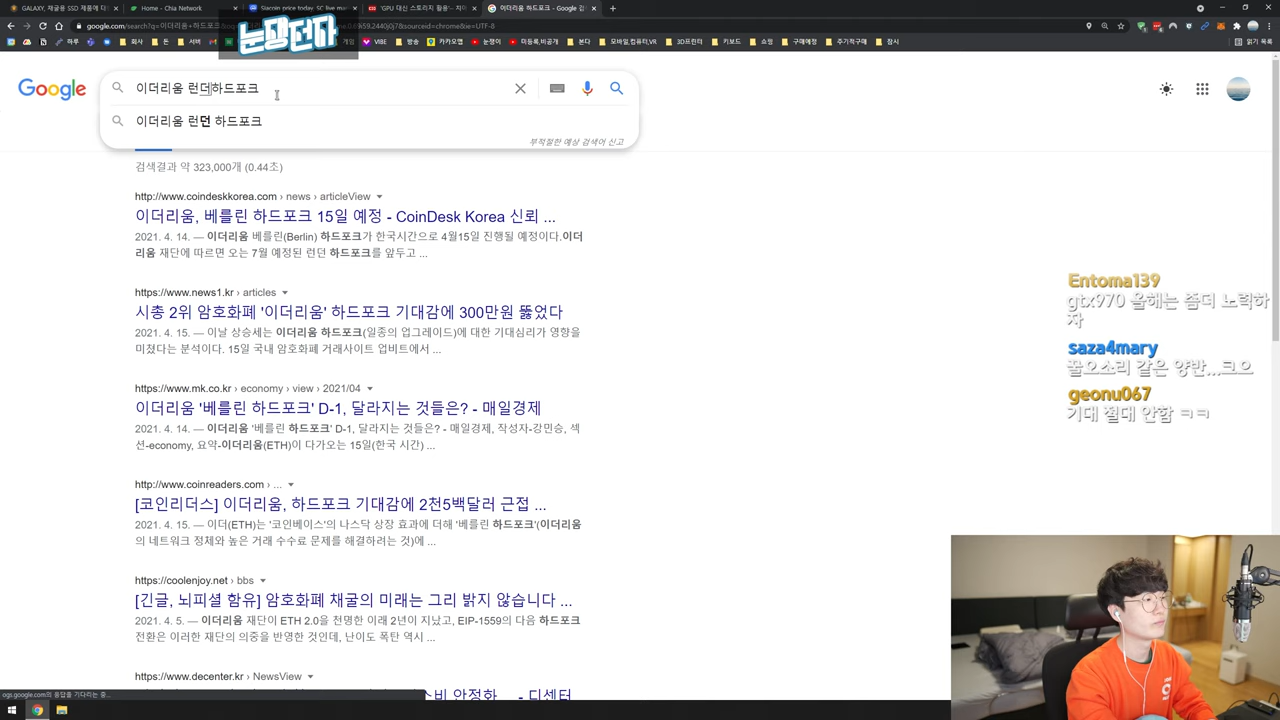 GALAXY, 채굴용 SSD 제품에 대
Home - Chia Network
Siacoin price today, SC live mar
'GPU 대신 스토리지 활용'- 지이
이더리움 하드포크 - Google 검
눈쟁던자
google.com/search?q=이더리움+하드포크
69i59.2440j0j7&sourceid=chrome&ie=UTF-8
하루
회사
돈
서버
게임
VIBE
방송
카카오맵
눈쟁이
미등록,비공개
본다
모바일,컴퓨터,VR
3D프린터
키보드
쇼핑
구매예정
주기적구매
잠시
읽기 목록
Google
이더리움 런더하드포크
이더리움 런던 하드포크
부적절한 예상 검색어 신고
검색결과 약 323,000개 (0.44초)
http://www.coindeskkorea.com › news › articleView
이더리움, 베를린 하드포크 15일 예정 - CoinDesk Korea 신뢰 ...
2021. 4. 14. — 이더리움 베를린(Berlin) 하드포크가 한국시간으로 4월15일 진행될 예정이다.이더
리움 재단에 따르면 오는 7월 예정된 런던 하드포크를 앞두고 ...
https://www.news1.kr › articles
시총 2위 암호화폐 '이더리움' 하드포크 기대감에 300만원 뚫었다
2021. 4. 15. — 이날 상승세는 이더리움 하드포크(일종의 업그레이드)에 대한 기대심리가 영향을
미쳤다는 분석이다. 15일 국내 암호화폐 거래사이트 업비트에서 ...
https://www.mk.co.kr › economy › view › 2021/04
이더리움 '베를린 하드포크' D-1, 달라지는 것들은? - 매일경제
2021. 4. 14. — 이더리움 '베를린 하드포크' D-1, 달라지는 것들은? - 매일경제, 작성자-강민승, 섹
션-economy, 요약-이더리움(ETH)이 다가오는 15일(한국 시간) ...
https://www.coinreaders.com › ...
[코인리더스] 이더리움, 하드포크 기대감에 2천5백달러 근접 ...
2021. 4. 15. — 이더(ETH)는 '코인베이스'의 나스닥 상장 효과에 더해 '베를린 하드포크'(이더리움
의 네트워크 정체와 높은 거래 수수료 문제를 해결하려는 것)에 ...
https://coolenjoy.net › bbs
[긴글, 뇌피셜 함유] 암호화폐 채굴의 미래는 그리 밝지 않습니다 ...
2021. 4. 5. — 이더리움 재단이 ETH 2.0을 천명한 이래 2년이 지났고, EIP-1559의 다음 하드포크
전환은 이러한 재단의 의중을 반영한 것인데, 난이도 폭탄 역시 ...
https://www.decenter.kr › NewsView
소비 안정화... - 디센터
ogs.google.com의 응답을 기다리는 중...
Entoma139
gtx970 올해는 좀더 노력하
자
saza4mary
꿀오소리 같은 양반...크으
geonu067
기대 절대 안함 ㅋㅋ